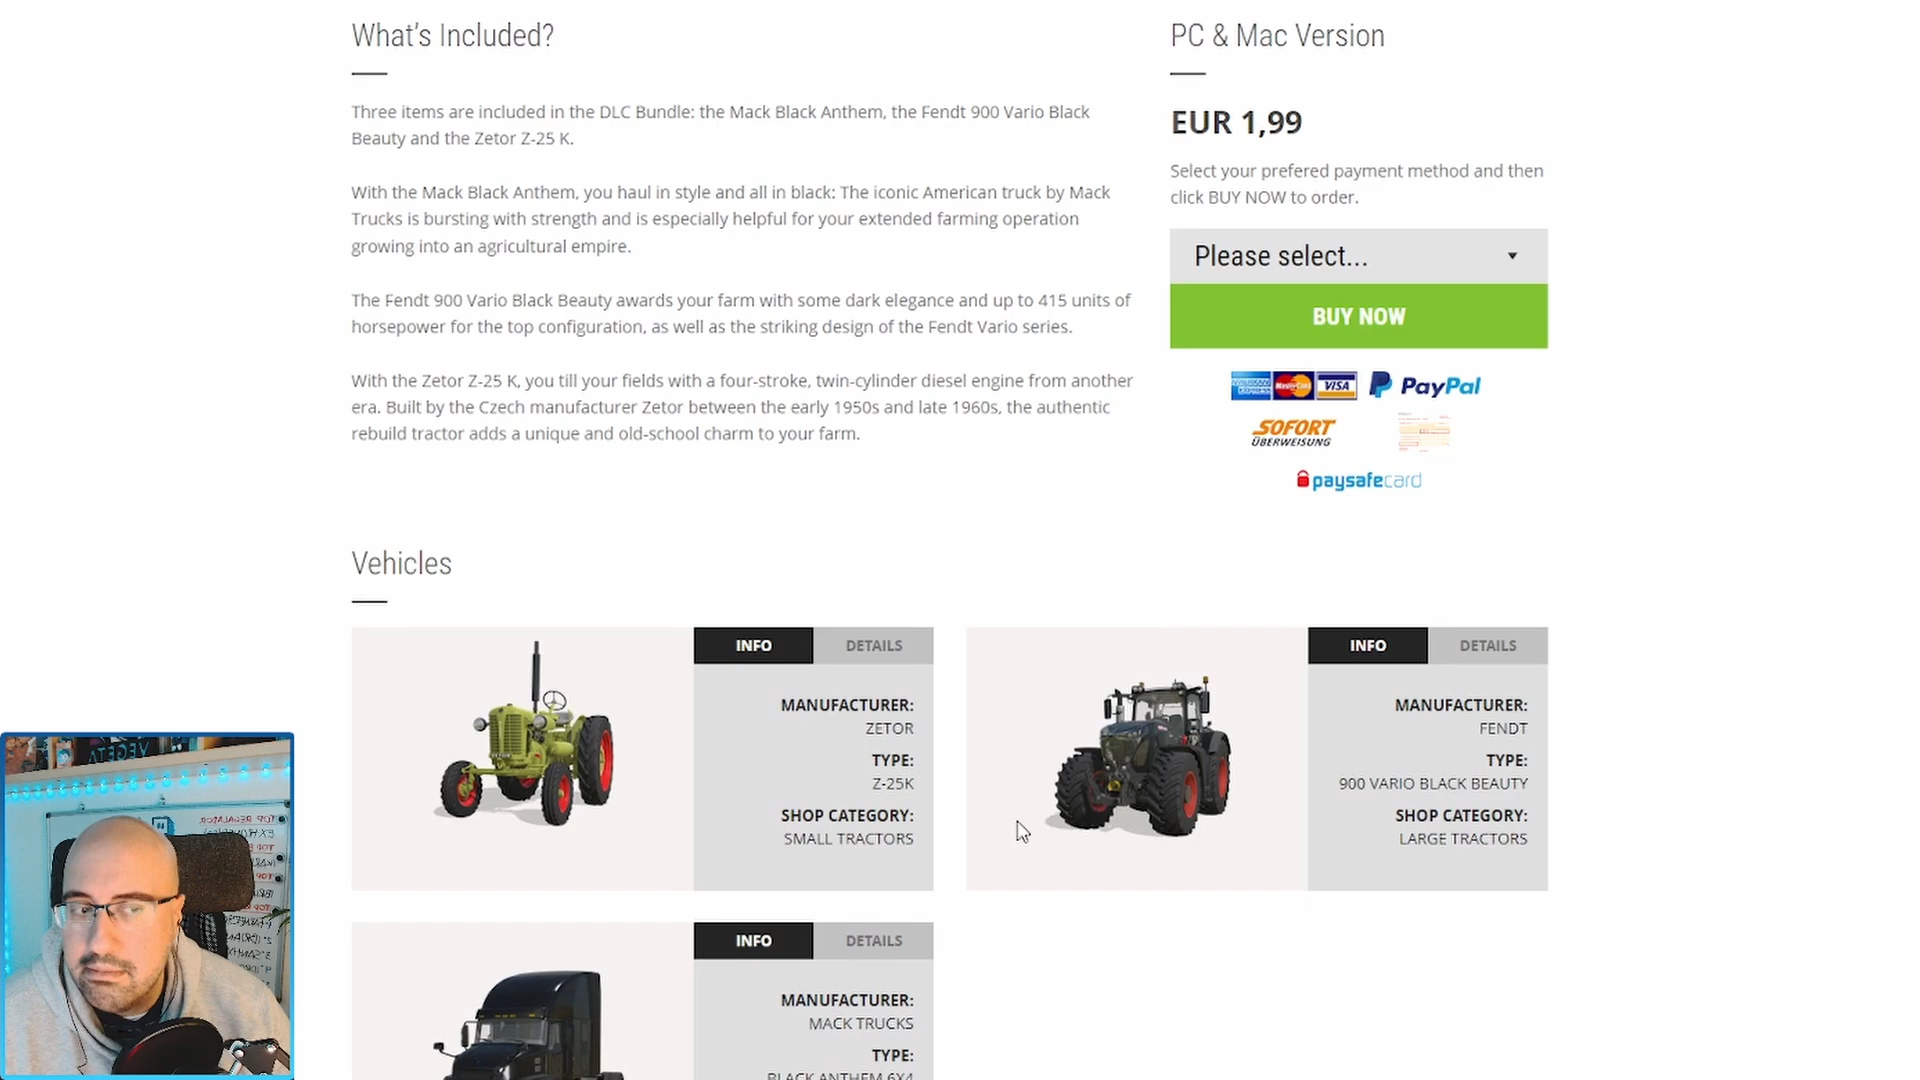 What's Included?
Three items are included in the DLC Bundle: the Mack Black Anthem, the Fendt 900 Vario Black
Beauty and the Zetor Z-25 K.
With the Mack Black Anthem, you haul in style and all in black: The iconic American truck by Mack
Trucks is bursting with strength and is especially helpful for your extended farming operation
growing into an agricultural empire.
The Fendt 900 Vario Black Beauty awards your farm with some dark elegance and up to 415 units of
horsepower for the top configuration, as well as the striking design of the Fendt Vario series.
With the Zetor Z-25 K, you till your fields with a four-stroke, twin-cylinder diesel engine from another
era. Built by the Czech manufacturer Zetor between the early 1950s and late 1960s, the authentic
rebuild tractor adds a unique and old-school charm to your farm.
PC & Mac Version
EUR 1,99
Select your prefered payment method and then
click BUY NOW to order.
Please select...
BUY NOW
AMERICAN EXPRESS MasterCard VISA PayPal
SOFORT
ÜBERWEISUNG
paysafecard
Vehicles
INFO DETAILS
MANUFACTURER:
ZETOR
TYPE:
Z-25K
SHOP CATEGORY:
SMALL TRACTORS
INFO DETAILS
MANUFACTURER:
FENDT
TYPE:
900 VARIO BLACK BEAUTY
SHOP CATEGORY:
LARGE TRACTORS
INFO DETAILS
MANUFACTURER:
MACK TRUCKS
TYPE:
BLACK ANTHEM 6X4
VEGETA